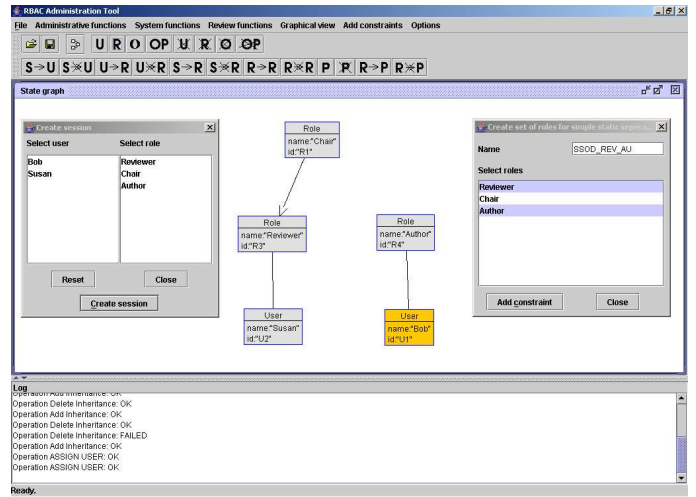 RBAC Administration Tool
File Administrative functions System functions Review functions Graphical view Add constraints Options
U R O OP U R O OP
S→U S※U U→R U※R S→R S※R R→R R※R P P R→P R※P
State graph
Create session
Select user Select role
Bob
Susan
Reviewer
Chair
Author
Reset Close
Create session
Role
name:"Chair"
id:"R1"
Role
name:"Reviewer"
id:"R3"
Role
name:"Author"
id:"R4"
User
name:"Susan"
id:"U2"
User
name:"Bob"
id:"U1"
Create set of roles for simple static separa...
Name SSOD_REV_AU
Select roles
Reviewer
Chair
Author
Add constraint Close
Log
Operation Add Inheritance: OK
Operation Delete Inheritance: OK
Operation Add Inheritance: OK
Operation Delete Inheritance: OK
Operation Delete Inheritance: FAILED
Operation Add Inheritance: OK
Operation ASSIGN USER: OK
Operation ASSIGN USER: OK
Ready.